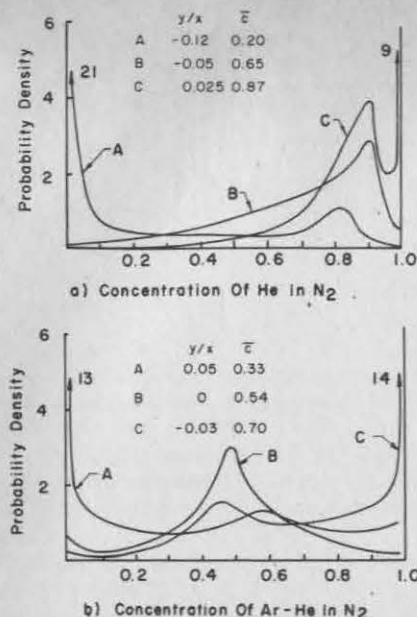 6
4
2
Probability Density
y/x c̅
A -0.12 0.20
B -0.05 0.65
C 0.025 0.87
21
A
B
C
9
0.2 0.4 0.6 0.8 1.0
a) Concentration Of He In N₂
6
4
2
Probability Density
y/x c̅
A 0.05 0.33
B 0 0.54
C -0.03 0.70
13
A
B
14
C
0.2 0.4 0.6 0.8 1.0
b) Concentration Of Ar-He In N₂